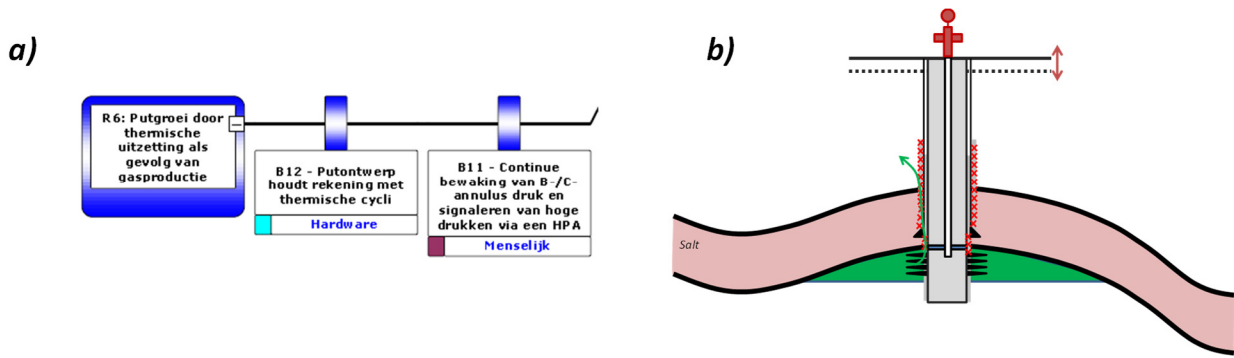 a)
R6: Putgroei door
thermische
uitzetting als
gevolg van
gasproductie
B12 - Putontwerp
houdt rekening met
thermische cycli
Hardware
B11 - Continue
bewaking van B-/C-
annulus druk en
signaleren van hoge
drukken via een HPA
Menselijk
b)
Salt